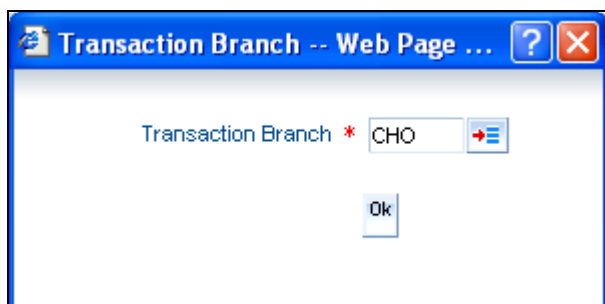 Transaction Branch -- Web Page ...
Transaction Branch * CHO
Ok